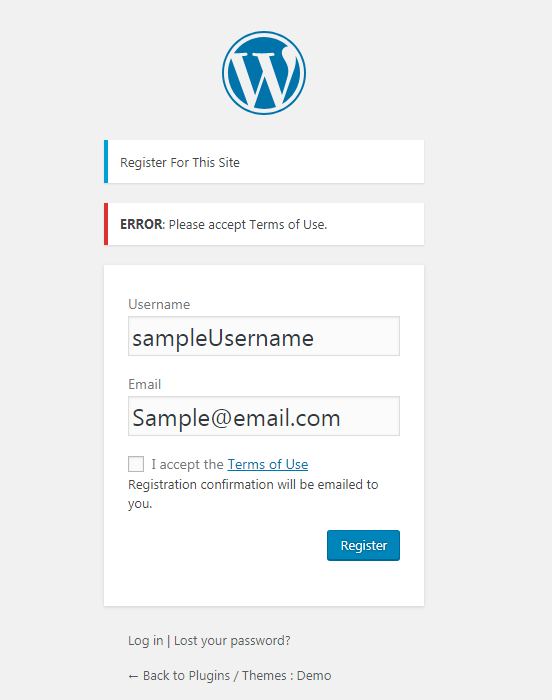 Register For This Site
ERROR: Please accept Terms of Use.
Username
sampleUsername
Email
Sample@email.com
I accept the Terms of Use
Registration confirmation will be emailed to
you.
Register
Log in | Lost your password?
← Back to Plugins / Themes : Demo